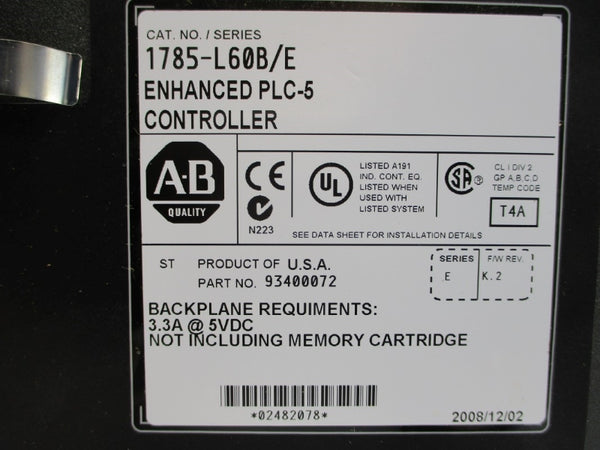 CAT. NO. / SERIES
1785-L60B/E
ENHANCED PLC-5
CONTROLLER
A-B
QUALITY
CE
N223
UL
LISTED A191
IND. CONT. EQ.
LISTED WHEN
USED WITH
LISTED SYSTEM
SA ®
CL I DIV 2
GP A,B,C,D
TEMP CODE
T4A
SEE DATA SHEET FOR INSTALLATION DETAILS
ST PRODUCT OF U.S.A.
PART NO. 93400072
SERIES F/W REV.
E K.2
BACKPLANE REQUIMENTS:
3.3A @ 5VDC
NOT INCLUDING MEMORY CARTRIDGE
*02482078*
2008/12/02